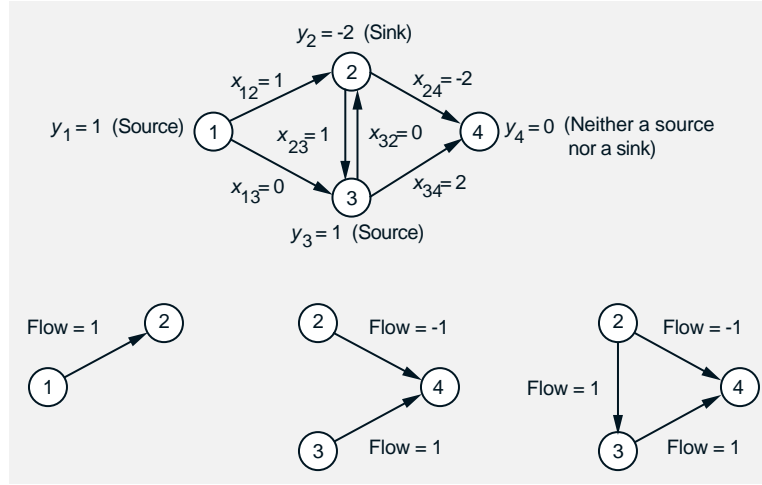 y2 = -2 (Sink)
x12= 1
2
x24= -2
y1 = 1 (Source)
1
x23= 1
x32= 0
4
y4 = 0 (Neither a source
nor a sink)
x13= 0
3
x34= 2
y3 = 1 (Source)
Flow = 1
2
1
2
Flow = -1
4
3
Flow = 1
2
Flow = -1
Flow = 1
4
3
Flow = 1